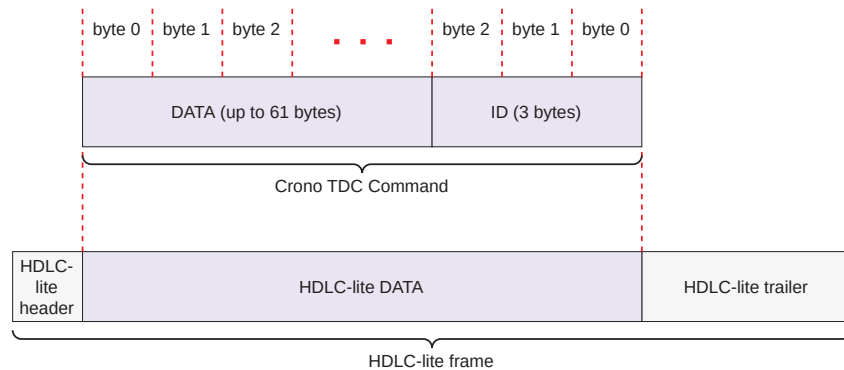 byte 0 byte 1 byte 2 . . . byte 2 byte 1 byte 0
DATA (up to 61 bytes) ID (3 bytes)
Crono TDC Command
HDLC-
lite
header
HDLC-lite DATA
HDLC-lite trailer
HDLC-lite frame